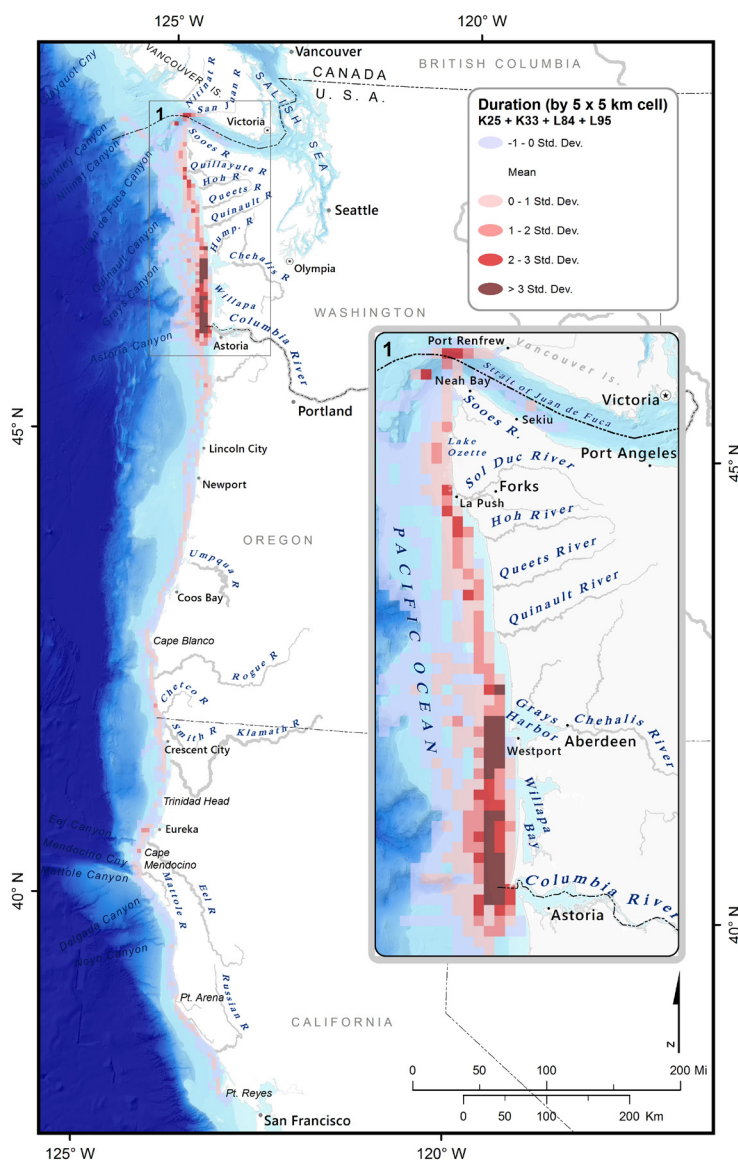 125° W
120° W
Vancouver
VANCOUVER IS.
Nitinat R
San Juan R
SALISH SEA
CANADA
U. S. A.
BRITISH COLUMBIA
1
Victoria
Barkley Canyon
Nitinat Canyon
Juan de Fuca Canyon
Quinault Canyon
Grays Canyon
Astoria Canyon
Sooes R
Quillayute R
Hoh R
Queets R
Quinault R
Hump. R
Chehalis R
Willapa
Columbia River
Seattle
Olympia
WASHINGTON
Astoria
Portland
45° N
Lincoln City
Newport
OREGON
Umpqua R
Coos Bay
Cape Blanco
Rogue R
Chetco R
Smith R
Klamath R
Crescent City
Trinidad Head
Eel Canyon
Eureka
Mendocino Cny
Cape
Mendocino
Mattole Canyon
40° N
Mattole R
Eel R
Delgada Canyon
Noyo Canyon
Pt. Arena
Russian R
CALIFORNIA
Pt. Reyes
San Francisco
Duration (by 5 x 5 km cell)
K25 + K33 + L84 + L95
-1 - 0 Std. Dev.
Mean
0 - 1 Std. Dev.
1 - 2 Std. Dev.
2 - 3 Std. Dev.
> 3 Std. Dev.
1
Port Renfrew
Vancouver Is.
Strait of Juan de Fuca
Neah Bay
Victoria
Sooes R.
Sekiu
Port Angeles
Lake
Ozette
Sol Duc River
Forks
La Push
Hoh River
PACIFIC OCEAN
Queets River
Quinault River
Grays
Harbor
Chehalis River
Aberdeen
Westport
Willapa
Bay
Columbia River
Astoria
45° N
40° N
N
0 50 100 200 Mi
0 50 100 200 Km
125° W
120° W